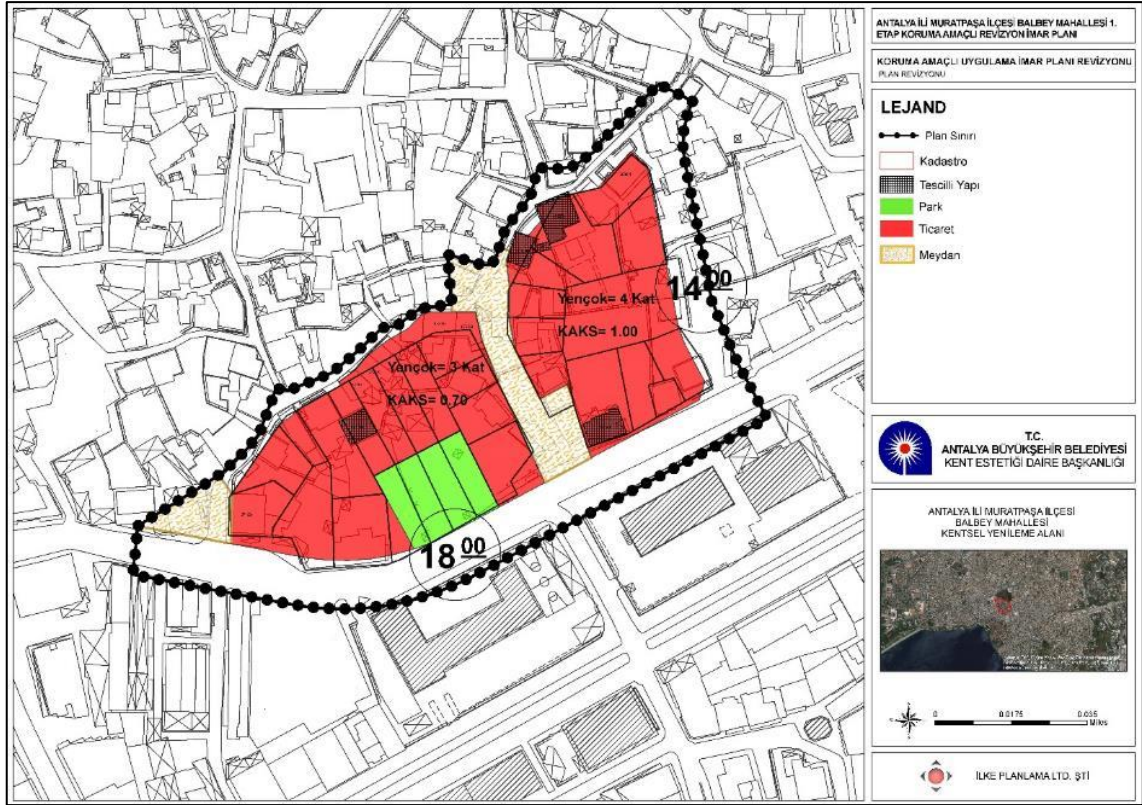 ANTALYA İLİ MURATPAŞA İLÇESİ BALBEY MAHALLESİ 1.
ETAP KORUMA AMAÇLI REVİZYON İMAR PLANI
KORUMA AMAÇLI UYGULAMA İMAR PLANI REVİZYONU
PLAN REVİZYONU
LEJAND
Plan Sınırı
Kadastro
Tescilli Yapı
Park
Ticaret
Meydan
Yençok= 4 Kat
KAKS= 1.00
14 00
Yençok= 3 Kat
KAKS= 0.70
18 00
T.C.
ANTALYA BÜYÜKŞEHİR BELEDİYESİ
KENT ESTETİĞİ DAİRE BAŞKANLIĞI
ANTALYA İLİ MURATPAŞA İLÇESİ
BALBEY MAHALLESİ
KENTSEL YENİLEME ALANI
0 0.0175 0.035
Miles
İLKE PLANLAMA LTD. ŞTİ